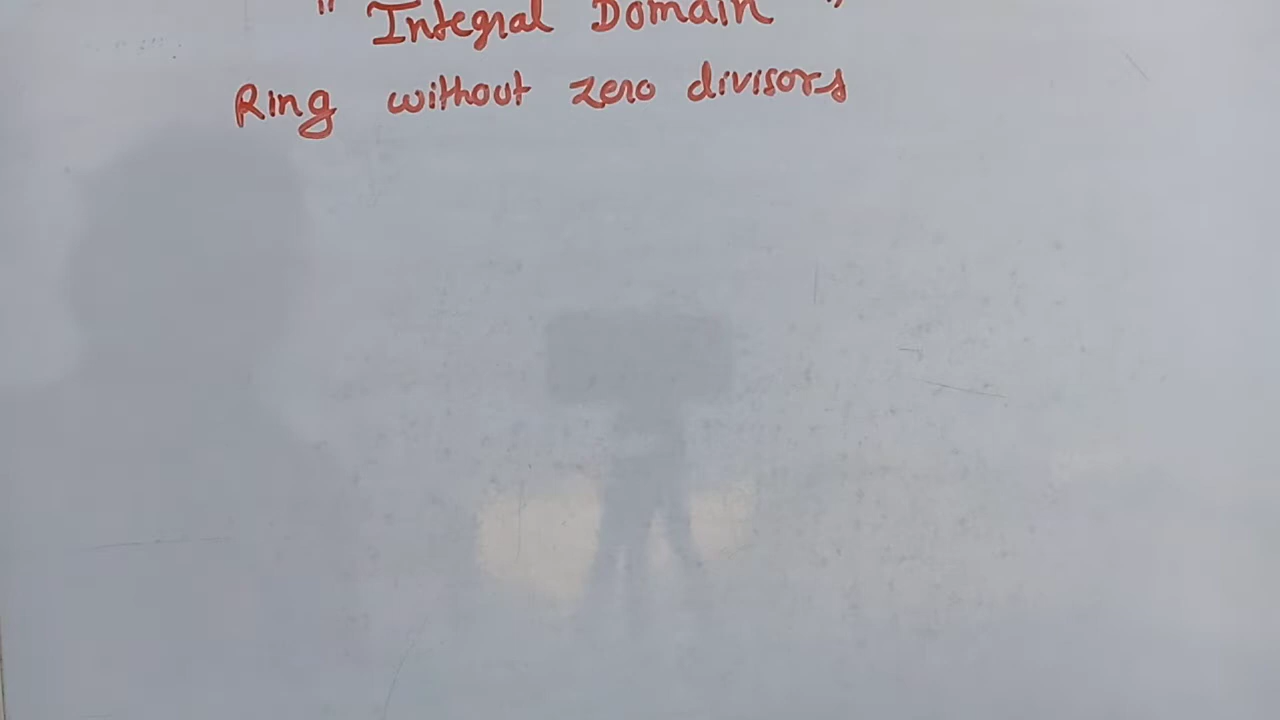 " Integral Domain "
Ring without zero divisors